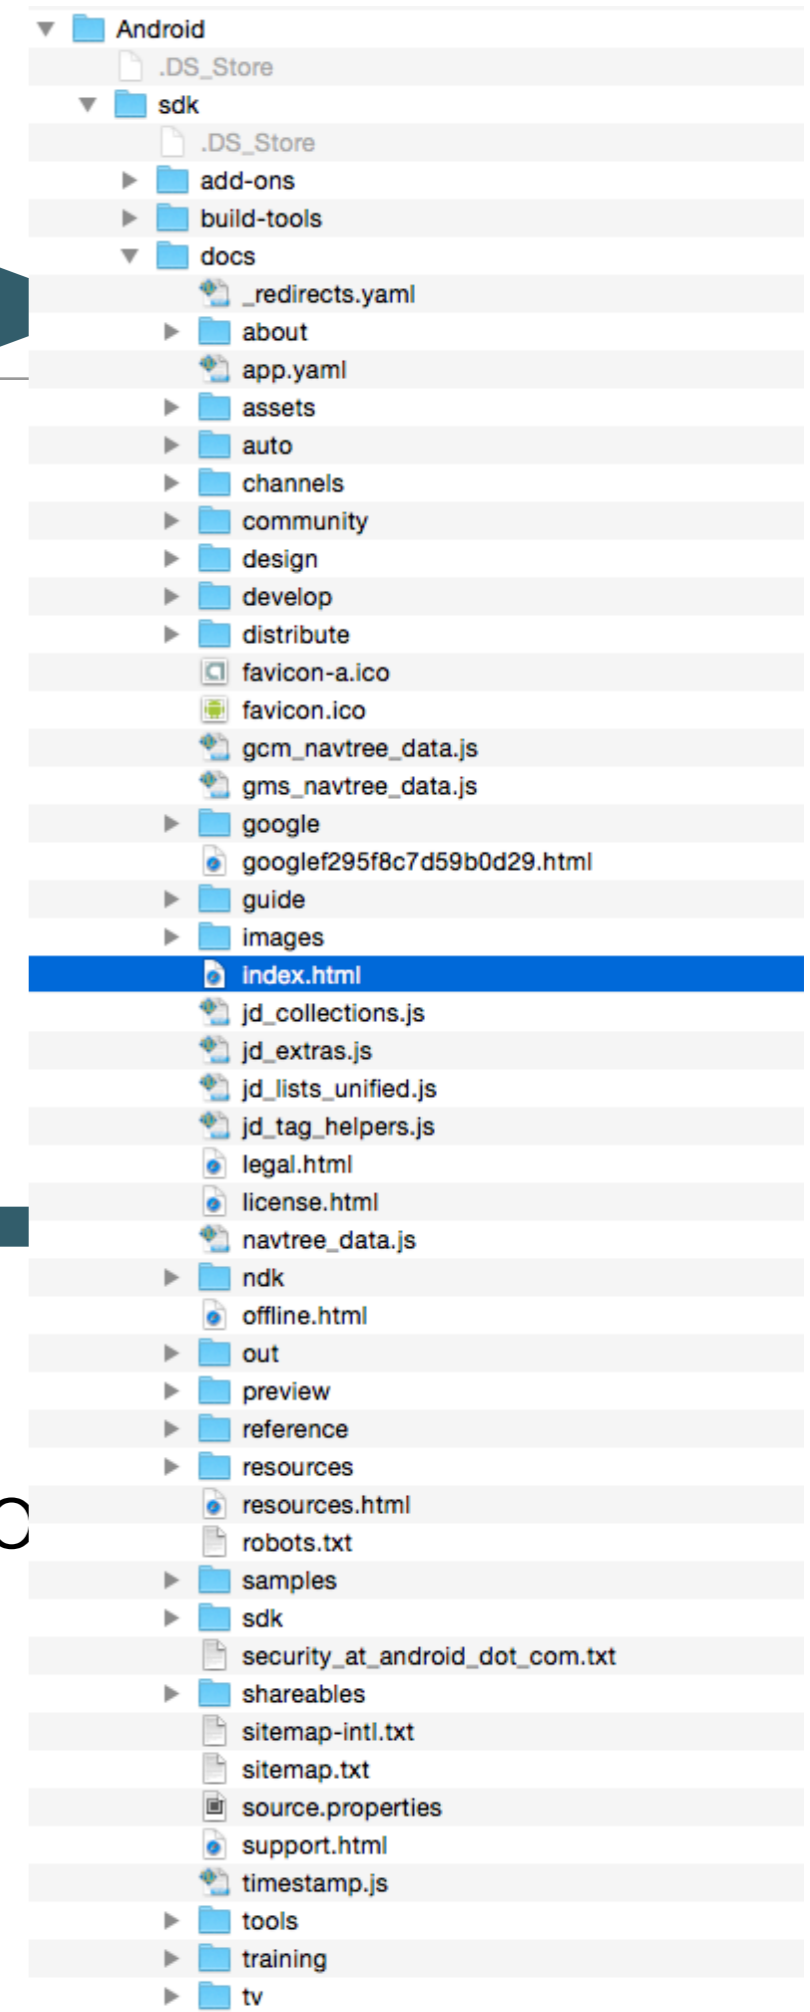 Android
.DS_Store
sdk
.DS_Store
add-ons
build-tools
docs
_redirects.yaml
about
app.yaml
assets
auto
channels
community
design
develop
distribute
favicon-a.ico
favicon.ico
gcm_navtree_data.js
gms_navtree_data.js
google
googlef295f8c7d59b0d29.html
guide
images
index.html
jd_collections.js
jd_extras.js
jd_lists_unified.js
jd_tag_helpers.js
legal.html
license.html
navtree_data.js
ndk
offline.html
out
preview
reference
resources
resources.html
robots.txt
samples
sdk
security_at_android_dot_com.txt
shareables
sitemap-intl.txt
sitemap.txt
source.properties
support.html
timestamp.js
tools
training
tv